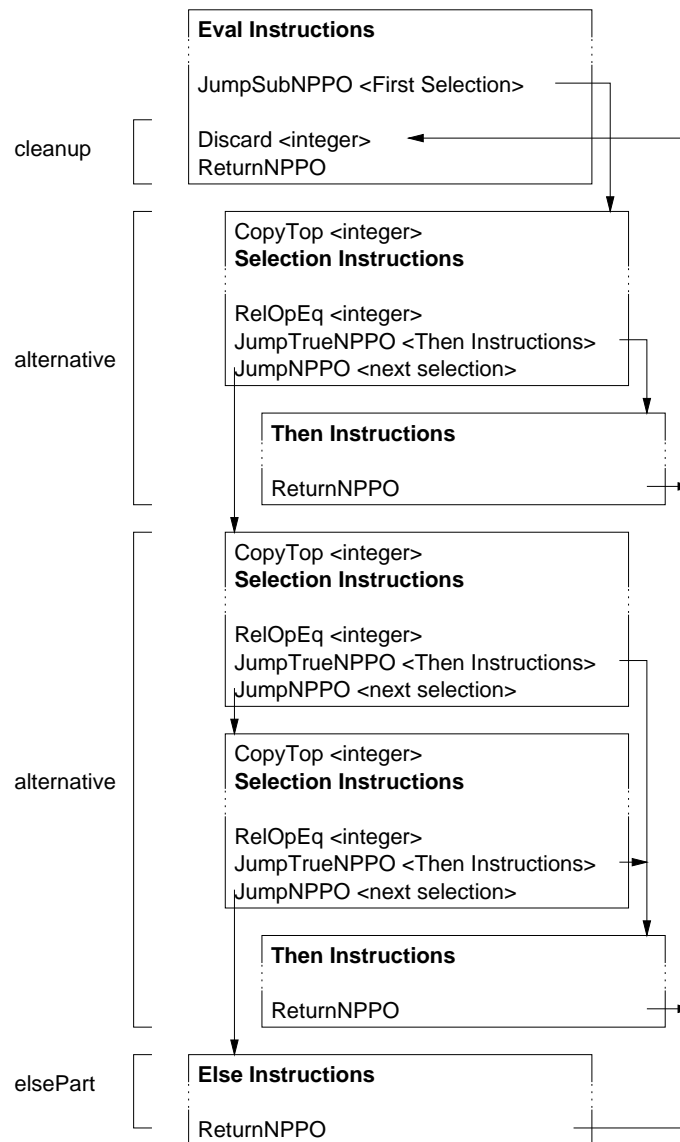 Eval Instructions
JumpSubNPPO <First Selection>
cleanup
Discard <integer>
ReturnNPPO
CopyTop <integer>
Selection Instructions
RelOpEq <integer>
alternative
JumpTrueNPPO <Then Instructions>
JumpNPPO <next selection>
Then Instructions
ReturnNPPO
CopyTop <integer>
Selection Instructions
RelOpEq <integer>
JumpTrueNPPO <Then Instructions>
JumpNPPO <next selection>
CopyTop <integer>
alternative
Selection Instructions
RelOpEq <integer>
JumpTrueNPPO <Then Instructions>
JumpNPPO <next selection>
Then Instructions
ReturnNPPO
Else Instructions
elsePart
ReturnNPPO